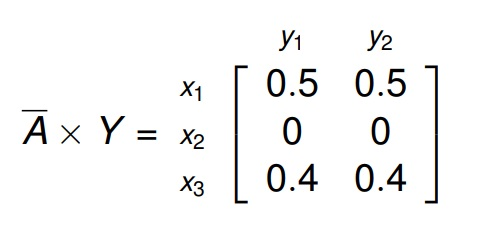 y₁ y₂
x₁ 0.5 0.5
A̅ × Y = x₂ 0 0
x₃ 0.4 0.4